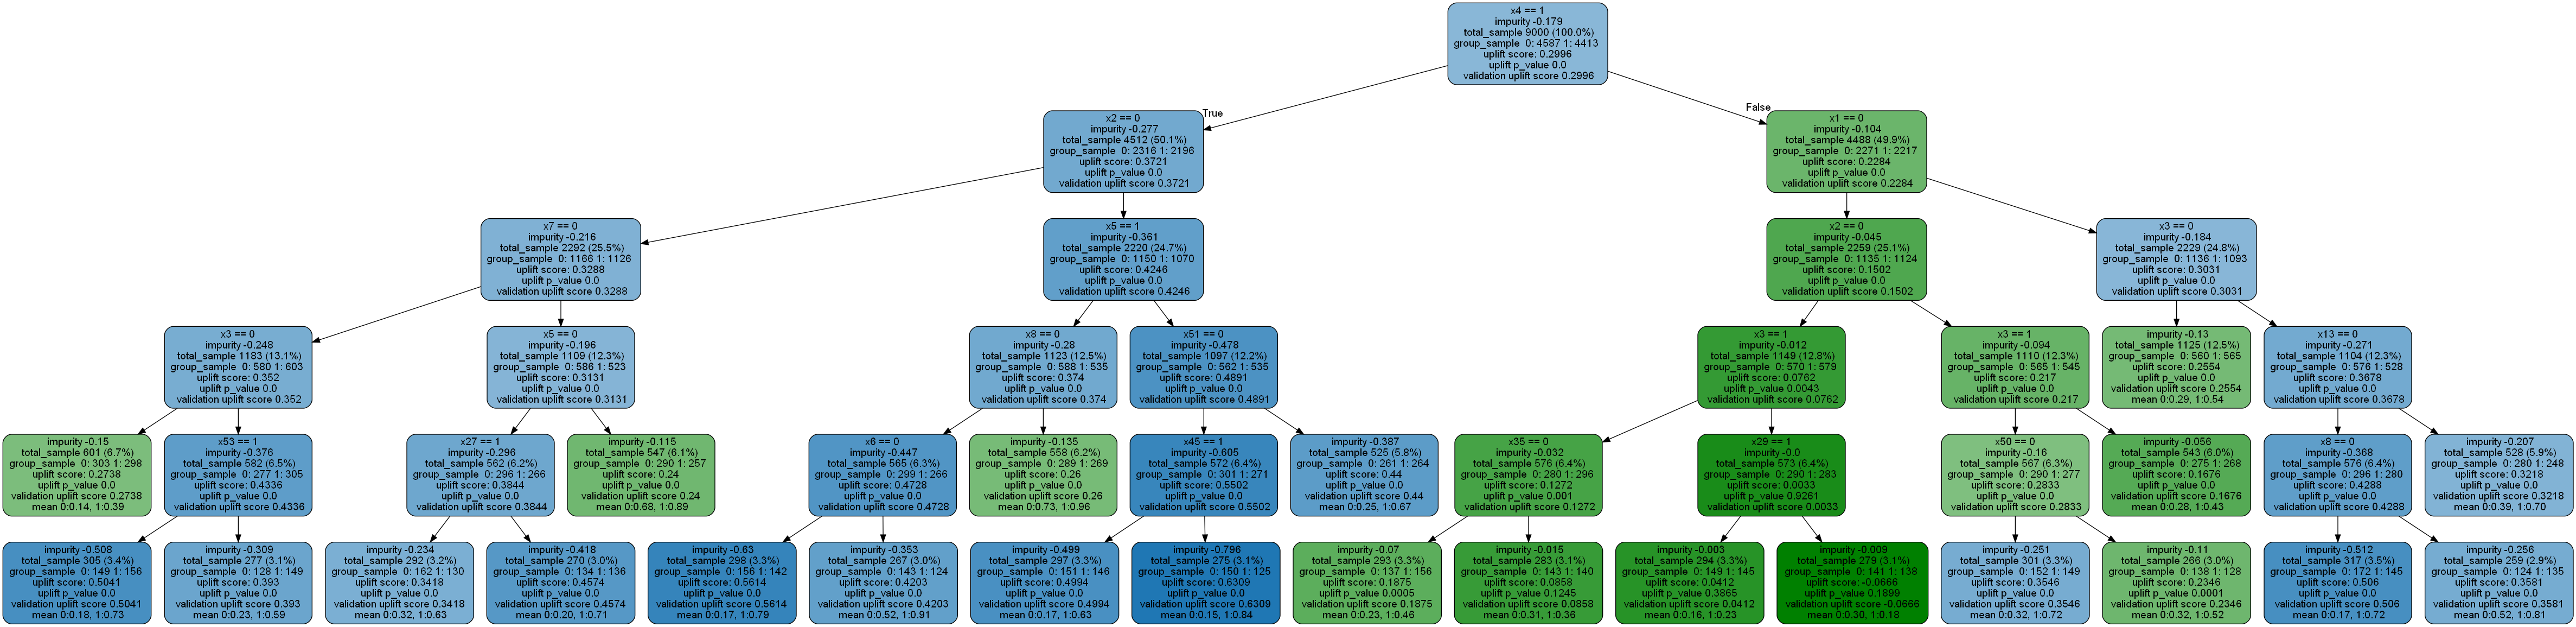 x4 == 1
impurity -0.179
total_sample 9000 (100.0%)
group_sample 0: 4587 1: 4413
uplift score: 0.2996
uplift p_value 0.0
validation uplift score 0.2996
True
False
x2 == 0
impurity -0.277
total_sample 4512 (50.1%)
group_sample 0: 2316 1: 2196
uplift score: 0.3721
uplift p_value 0.0
validation uplift score 0.3721
x1 == 0
impurity -0.104
total_sample 4488 (49.9%)
group_sample 0: 2271 1: 2217
uplift score: 0.2284
uplift p_value 0.0
validation uplift score 0.2284
x7 == 0
impurity -0.216
total_sample 2292 (25.5%)
group_sample 0: 1166 1: 1126
uplift score: 0.3288
uplift p_value 0.0
validation uplift score 0.3288
x5 == 1
impurity -0.361
total_sample 2220 (24.7%)
group_sample 0: 1150 1: 1070
uplift score: 0.4246
uplift p_value 0.0
validation uplift score 0.4246
x2 == 0
impurity -0.045
total_sample 2259 (25.1%)
group_sample 0: 1135 1: 1124
uplift score: 0.1502
uplift p_value 0.0
validation uplift score 0.1502
x3 == 0
impurity -0.184
total_sample 2229 (24.8%)
group_sample 0: 1136 1: 1093
uplift score: 0.3031
uplift p_value 0.0
validation uplift score 0.3031
x3 == 0
impurity -0.248
total_sample 1183 (13.1%)
group_sample 0: 580 1: 603
uplift score: 0.352
uplift p_value 0.0
validation uplift score 0.352
x5 == 0
impurity -0.196
total_sample 1109 (12.3%)
group_sample 0: 586 1: 523
uplift score: 0.3131
uplift p_value 0.0
validation uplift score 0.3131
x8 == 0
impurity -0.28
total_sample 1123 (12.5%)
group_sample 0: 588 1: 535
uplift score: 0.374
uplift p_value 0.0
validation uplift score 0.374
x51 == 0
impurity -0.478
total_sample 1097 (12.2%)
group_sample 0: 562 1: 535
uplift score: 0.4891
uplift p_value 0.0
validation uplift score 0.4891
x3 == 1
impurity -0.012
total_sample 1149 (12.8%)
group_sample 0: 570 1: 579
uplift score: 0.0762
uplift p_value 0.0043
validation uplift score 0.0762
x3 == 1
impurity -0.094
total_sample 1110 (12.3%)
group_sample 0: 565 1: 545
uplift score: 0.217
uplift p_value 0.0
validation uplift score 0.217
impurity -0.13
total_sample 1125 (12.5%)
group_sample 0: 560 1: 565
uplift score: 0.2554
uplift p_value 0.0
validation uplift score 0.2554
mean 0:0.29, 1:0.54
x13 == 0
impurity -0.271
total_sample 1104 (12.3%)
group_sample 0: 576 1: 528
uplift score: 0.3678
uplift p_value 0.0
validation uplift score 0.3678
impurity -0.15
total_sample 601 (6.7%)
group_sample 0: 303 1: 298
uplift score: 0.2738
uplift p_value 0.0
validation uplift score 0.2738
mean 0:0.14, 1:0.39
x53 == 1
impurity -0.376
total_sample 582 (6.5%)
group_sample 0: 277 1: 305
uplift score: 0.4336
uplift p_value 0.0
validation uplift score 0.4336
x27 == 1
impurity -0.296
total_sample 562 (6.2%)
group_sample 0: 296 1: 266
uplift score: 0.3844
uplift p_value 0.0
validation uplift score 0.3844
impurity -0.115
total_sample 547 (6.1%)
group_sample 0: 290 1: 257
uplift score: 0.24
uplift p_value 0.0
validation uplift score 0.24
mean 0:0.68, 1:0.89
x6 == 0
impurity -0.447
total_sample 565 (6.3%)
group_sample 0: 299 1: 266
uplift score: 0.4728
uplift p_value 0.0
validation uplift score 0.4728
impurity -0.135
total_sample 558 (6.2%)
group_sample 0: 289 1: 269
uplift score: 0.26
uplift p_value 0.0
validation uplift score 0.26
mean 0:0.73, 1:0.96
x45 == 1
impurity -0.605
total_sample 572 (6.4%)
group_sample 0: 301 1: 271
uplift score: 0.5502
uplift p_value 0.0
validation uplift score 0.5502
impurity -0.387
total_sample 525 (5.8%)
group_sample 0: 261 1: 264
uplift score: 0.44
uplift p_value 0.0
validation uplift score 0.44
mean 0:0.25, 1:0.67
x35 == 0
impurity -0.032
total_sample 576 (6.4%)
group_sample 0: 280 1: 296
uplift score: 0.1272
uplift p_value 0.001
validation uplift score 0.1272
x29 == 1
impurity -0.0
total_sample 573 (6.4%)
group_sample 0: 290 1: 283
uplift score: 0.0033
uplift p_value 0.9261
validation uplift score 0.0033
x50 == 0
impurity -0.16
total_sample 567 (6.3%)
group_sample 0: 290 1: 277
uplift score: 0.2833
uplift p_value 0.0
validation uplift score 0.2833
impurity -0.056
total_sample 543 (6.0%)
group_sample 0: 275 1: 268
uplift score: 0.1676
uplift p_value 0.0
validation uplift score 0.1676
mean 0:0.28, 1:0.43
x8 == 0
impurity -0.368
total_sample 576 (6.4%)
group_sample 0: 296 1: 280
uplift score: 0.4288
uplift p_value 0.0
validation uplift score 0.4288
impurity -0.207
total_sample 528 (5.9%)
group_sample 0: 280 1: 248
uplift score: 0.3218
uplift p_value 0.0
validation uplift score 0.3218
mean 0:0.39, 1:0.70
impurity -0.508
total_sample 305 (3.4%)
group_sample 0: 149 1: 156
uplift score: 0.5041
uplift p_value 0.0
validation uplift score 0.5041
mean 0:0.18, 1:0.73
impurity -0.309
total_sample 277 (3.1%)
group_sample 0: 128 1: 149
uplift score: 0.393
uplift p_value 0.0
validation uplift score 0.393
mean 0:0.23, 1:0.59
impurity -0.234
total_sample 292 (3.2%)
group_sample 0: 162 1: 130
uplift score: 0.3418
uplift p_value 0.0
validation uplift score 0.3418
mean 0:0.32, 1:0.63
impurity -0.418
total_sample 270 (3.0%)
group_sample 0: 134 1: 136
uplift score: 0.4574
uplift p_value 0.0
validation uplift score 0.4574
mean 0:0.20, 1:0.71
impurity -0.63
total_sample 298 (3.3%)
group_sample 0: 156 1: 142
uplift score: 0.5614
uplift p_value 0.0
validation uplift score 0.5614
mean 0:0.17, 1:0.79
impurity -0.353
total_sample 267 (3.0%)
group_sample 0: 143 1: 124
uplift score: 0.4203
uplift p_value 0.0
validation uplift score 0.4203
mean 0:0.52, 1:0.91
impurity -0.499
total_sample 297 (3.3%)
group_sample 0: 151 1: 146
uplift score: 0.4994
uplift p_value 0.0
validation uplift score 0.4994
mean 0:0.17, 1:0.63
impurity -0.796
total_sample 275 (3.1%)
group_sample 0: 150 1: 125
uplift score: 0.6309
uplift p_value 0.0
validation uplift score 0.6309
mean 0:0.15, 1:0.84
impurity -0.07
total_sample 293 (3.3%)
group_sample 0: 137 1: 156
uplift score: 0.1875
uplift p_value 0.0005
validation uplift score 0.1875
mean 0:0.23, 1:0.46
impurity -0.015
total_sample 283 (3.1%)
group_sample 0: 143 1: 140
uplift score: 0.0858
uplift p_value 0.1245
validation uplift score 0.0858
mean 0:0.31, 1:0.36
impurity -0.003
total_sample 294 (3.3%)
group_sample 0: 149 1: 145
uplift score: 0.0412
uplift p_value 0.3865
validation uplift score 0.0412
mean 0:0.16, 1:0.23
impurity -0.009
total_sample 279 (3.1%)
group_sample 0: 141 1: 138
uplift score: -0.0666
uplift p_value 0.1899
validation uplift score -0.0666
mean 0:0.30, 1:0.18
impurity -0.251
total_sample 301 (3.3%)
group_sample 0: 152 1: 149
uplift score: 0.3546
uplift p_value 0.0
validation uplift score 0.3546
mean 0:0.32, 1:0.72
impurity -0.11
total_sample 266 (3.0%)
group_sample 0: 138 1: 128
uplift score: 0.2346
uplift p_value 0.0001
validation uplift score 0.2346
mean 0:0.32, 1:0.52
impurity -0.512
total_sample 317 (3.5%)
group_sample 0: 172 1: 145
uplift score: 0.506
uplift p_value 0.0
validation uplift score 0.506
mean 0:0.17, 1:0.72
impurity -0.256
total_sample 259 (2.9%)
group_sample 0: 124 1: 135
uplift score: 0.3581
uplift p_value 0.0
validation uplift score 0.3581
mean 0:0.52, 1:0.81